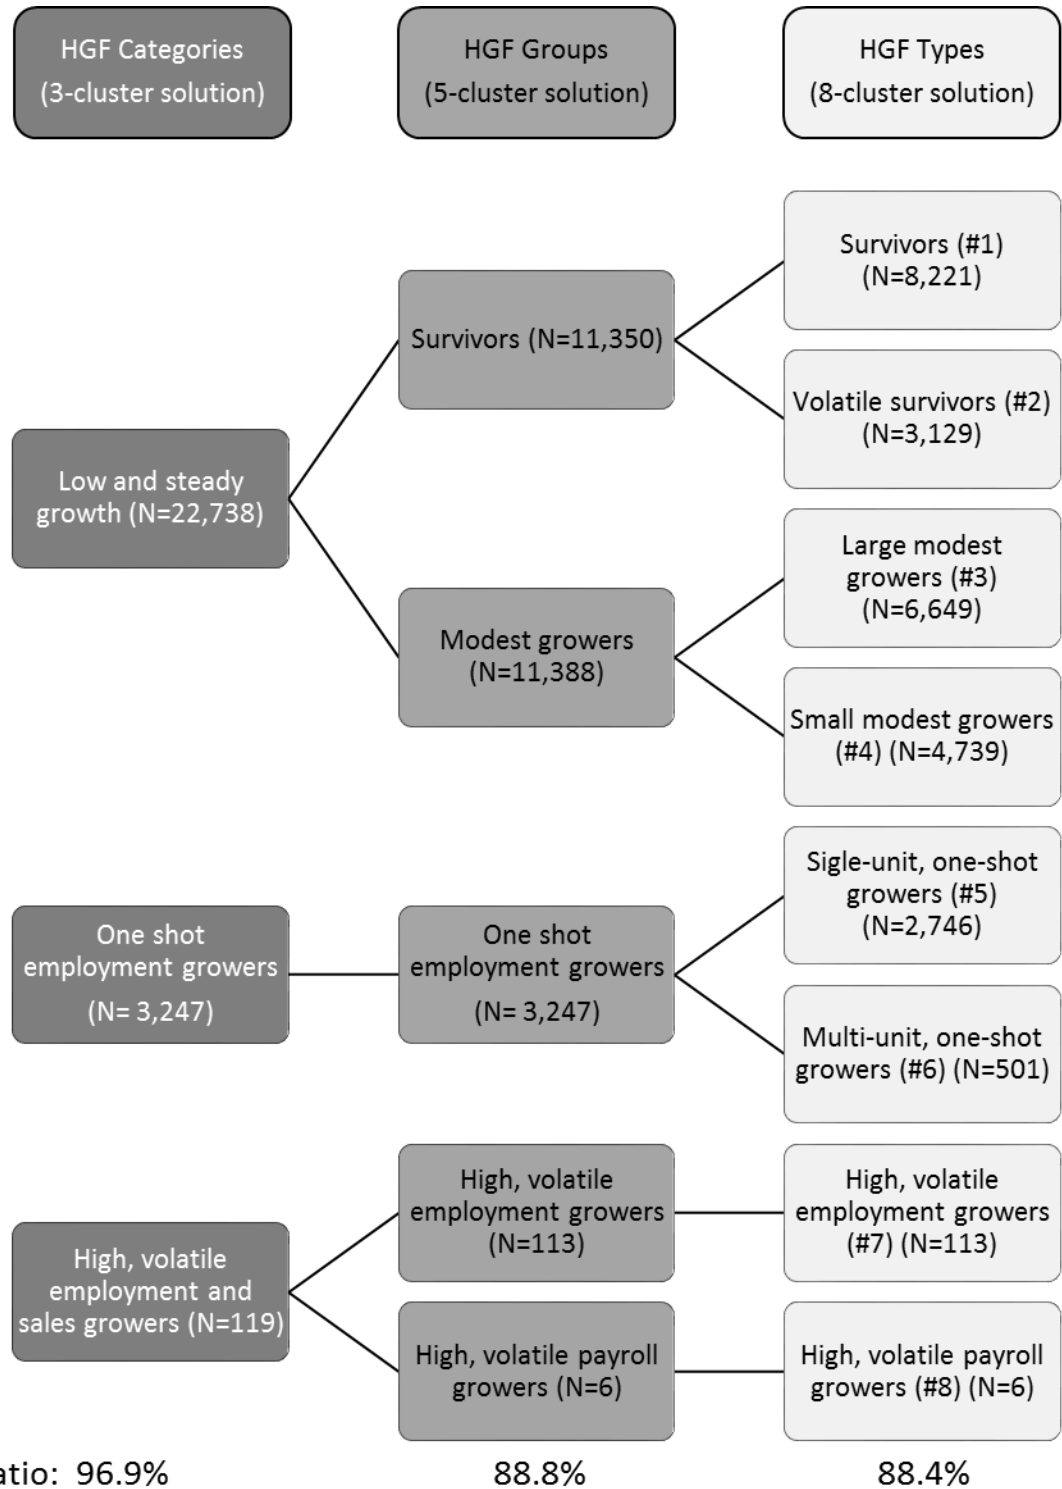 HGF Categories
(3-cluster solution)
HGF Groups
(5-cluster solution)
HGF Types
(8-cluster solution)
Low and steady
growth (N=22,738)
Survivors (N=11,350)
Survivors (#1)
(N=8,221)
Volatile survivors (#2)
(N=3,129)
Modest growers
(N=11,388)
Large modest
growers (#3)
(N=6,649)
Small modest growers
(#4) (N=4,739)
One shot
employment growers
(N= 3,247)
One shot
employment growers
(N= 3,247)
Sigle-unit, one-shot
growers (#5)
(N=2,746)
Multi-unit, one-shot
growers (#6) (N=501)
High, volatile
employment and
sales growers (N=119)
High, volatile
employment growers
(N=113)
High, volatile
employment growers
(#7) (N=113)
High, volatile payroll
growers (N=6)
High, volatile payroll
growers (#8) (N=6)
atio: 96.9%
88.8%
88.4%